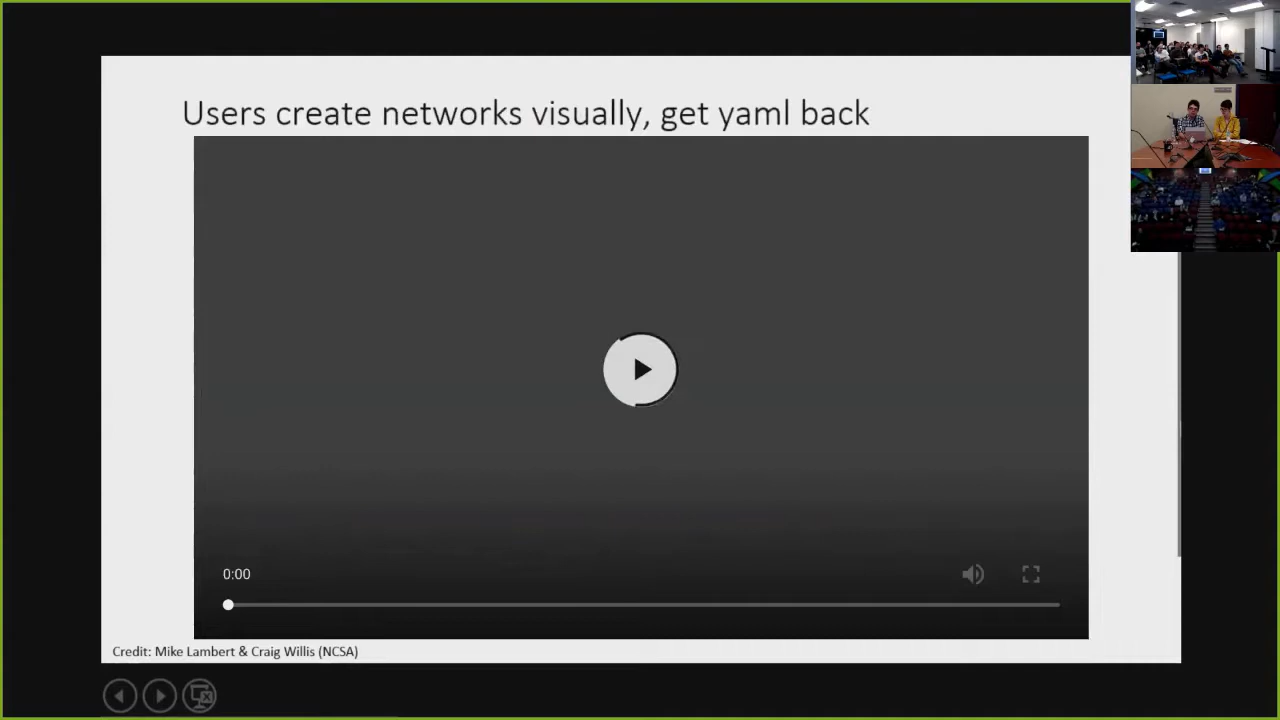 Users create networks visually, get yaml back
0:00
Credit: Mike Lambert & Craig Willis (NCSA)